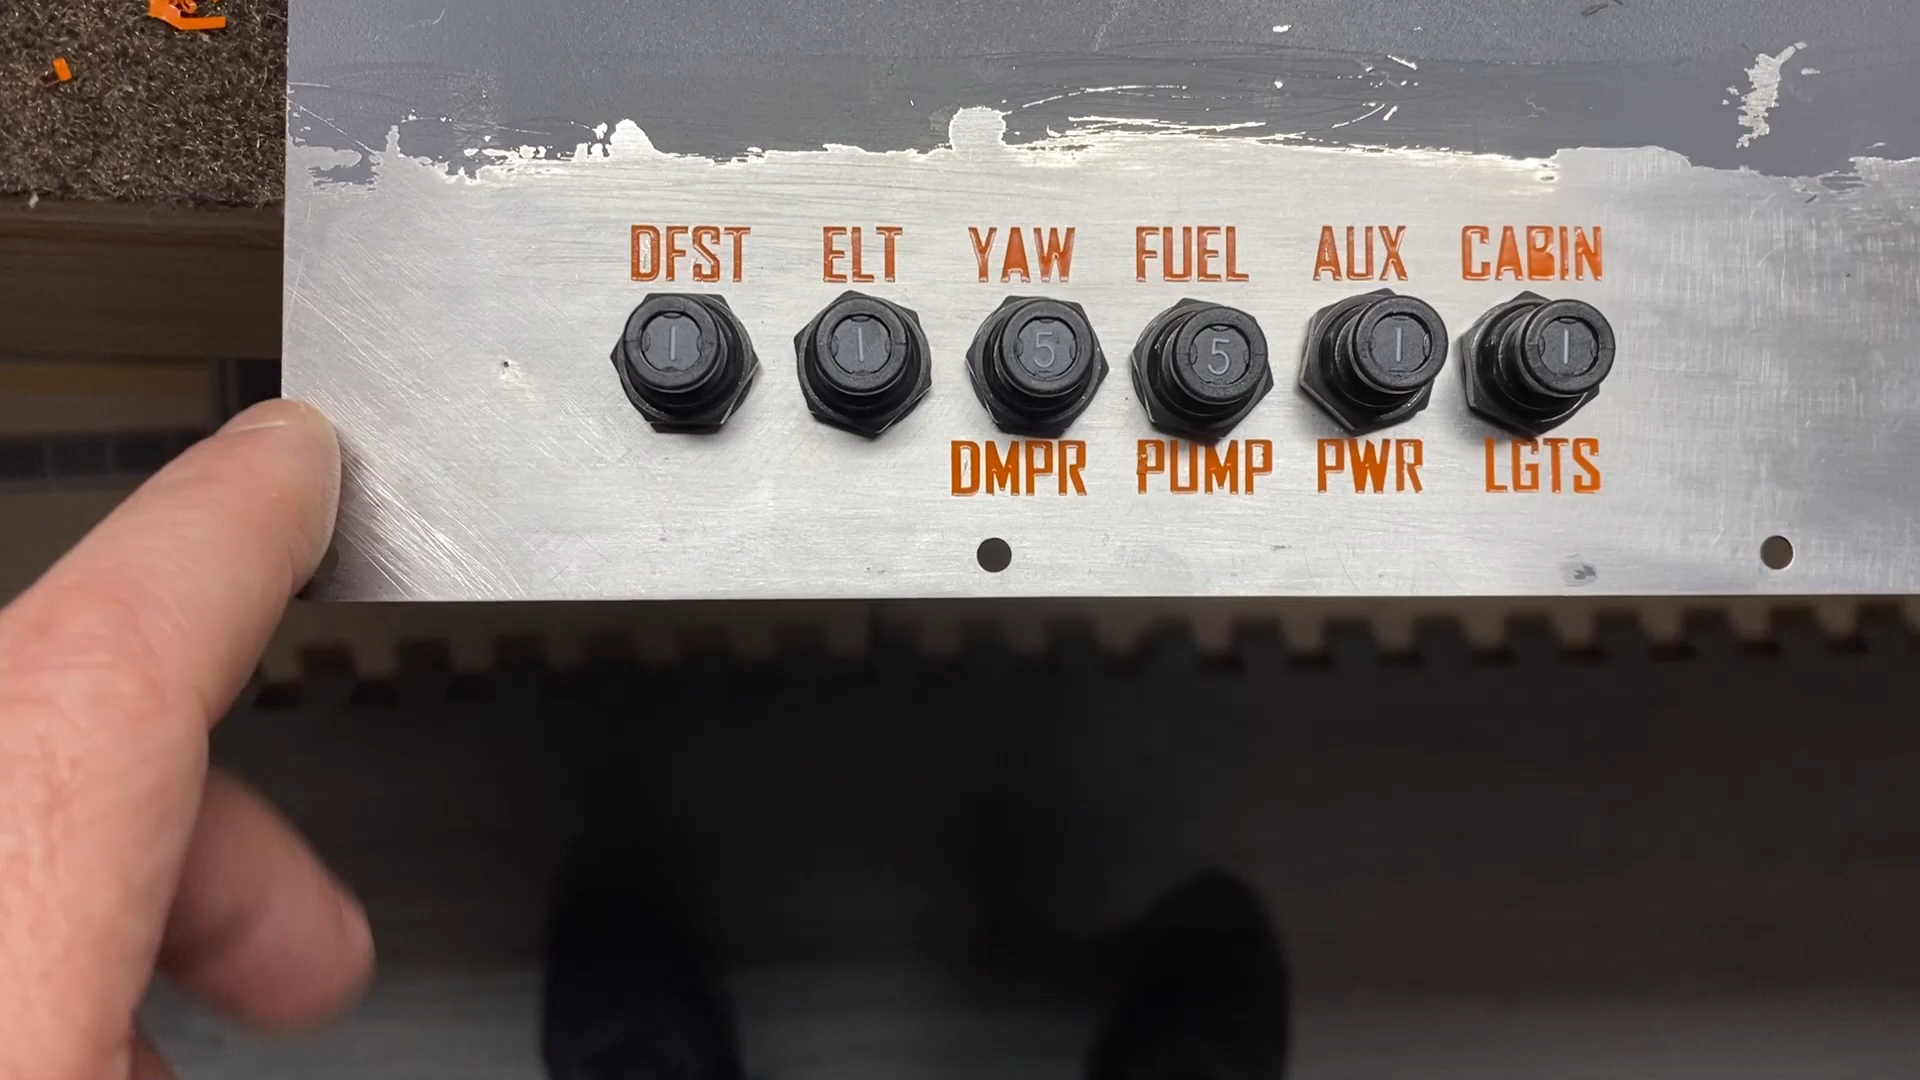 DFST ELT YAW FUEL AUX CABIN
1 1 5 5 1 1
DMPR PUMP PWR LGTS